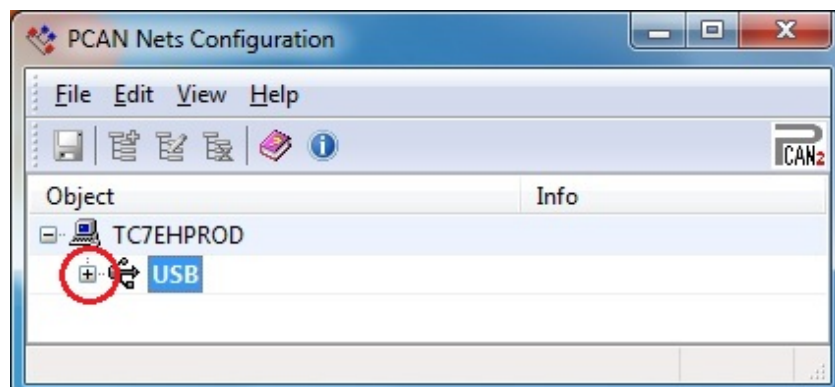 PCAN Nets Configuration
File Edit View Help
PCAN2
Object Info
TC7EHPROD
USB